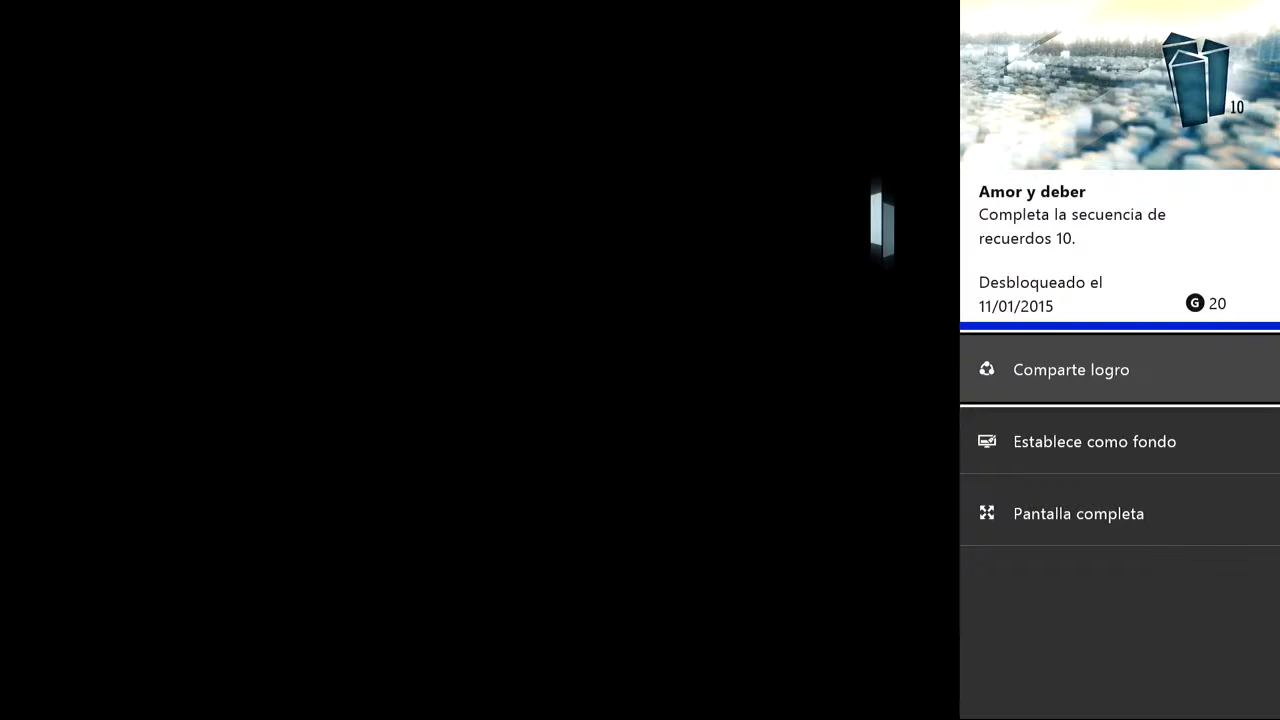 10
Amor y deber
Completa la secuencia de
recuerdos 10.
Desbloqueado el
11/01/2015
G 20
Comparte logro
Establece como fondo
Pantalla completa